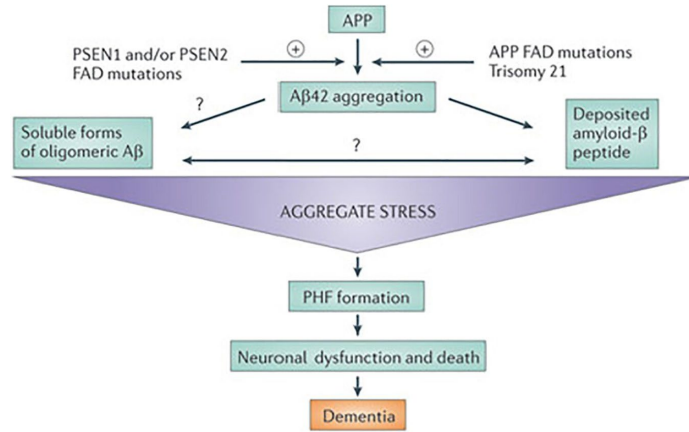 APP
PSEN1 and/or PSEN2
FAD mutations
+
+
APP FAD mutations
Trisomy 21
Aβ42 aggregation
?
Soluble forms
of oligomeric Aβ
?
Deposited
amyloid-β
peptide
AGGREGATE STRESS
PHF formation
Neuronal dysfunction and death
Dementia